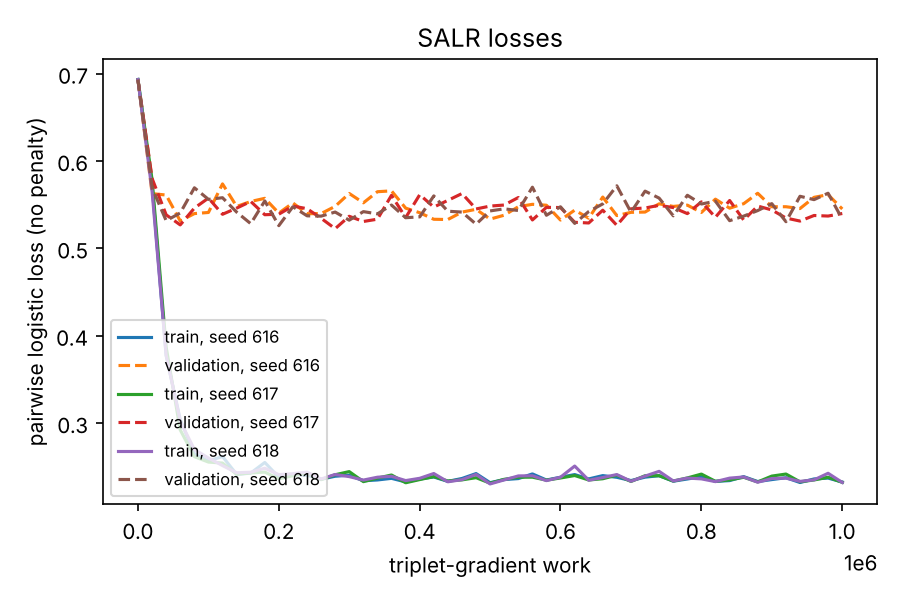 SALR losses
pairwise logistic loss (no penalty)
0.7
0.6
0.5
0.4
0.3
train, seed 616
validation, seed 616
train, seed 617
validation, seed 617
train, seed 618
validation, seed 618
0.0 0.2 0.4 0.6 0.8 1.0
1e6
triplet-gradient work